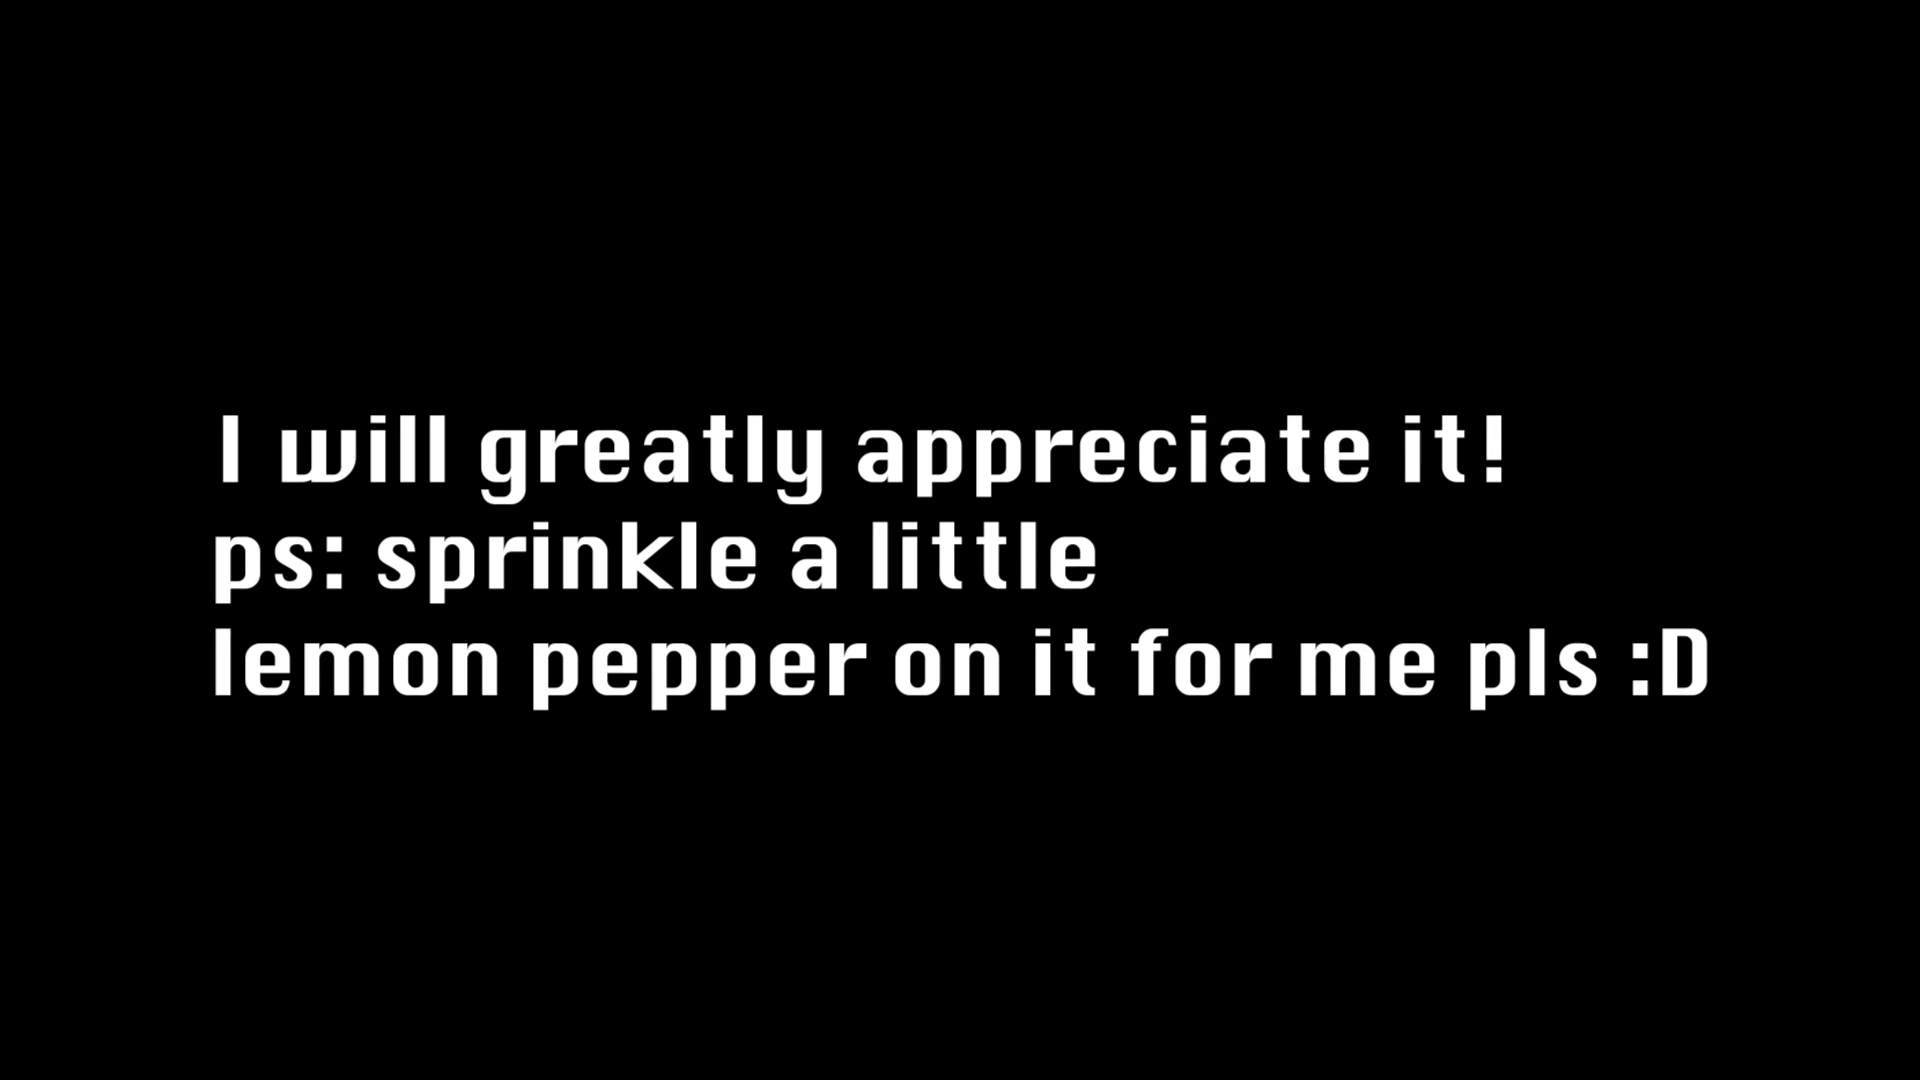 I will greatly appreciate it!
ps: sprinkle a little
lemon pepper on it for me pls :D